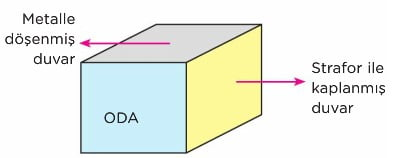 Metalle
döşenmiş
duvar
Strafor ile
kaplanmış
duvar
ODA